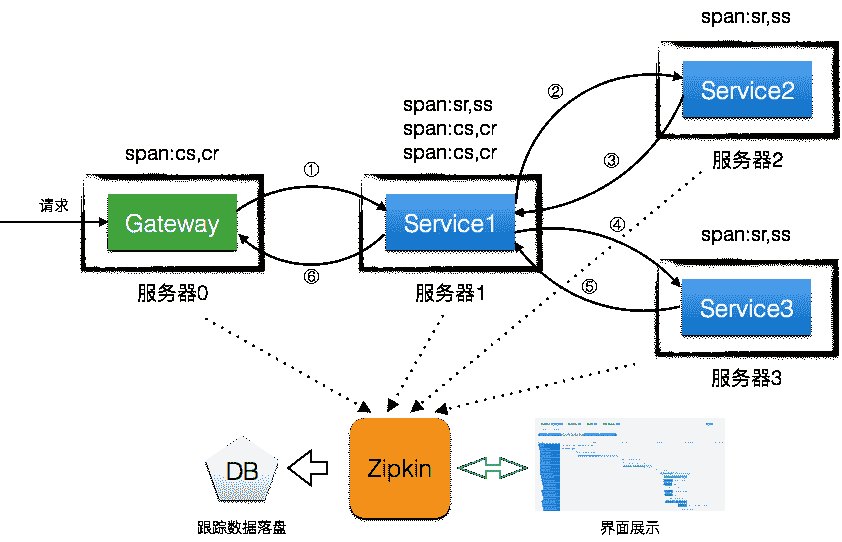 span:sr,ss
Service2
服务器2
span:sr,ss
span:cs,cr
span:cs,cr
span:cs,cr
①
②
③
请求
Gateway
Service1
④
⑤
⑥
服务器0
服务器1
span:sr,ss
Service3
服务器3
Zipkin
DB
跟踪数据落盘
界面展示